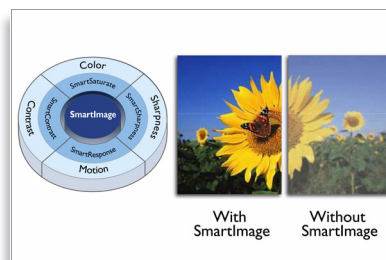 Color
SmartSaturate
Contrast
SmartContrast
SmartImage
SmartSharpness
Sharpness
SmartResponse
Motion
With
SmartImage
Without
SmartImage